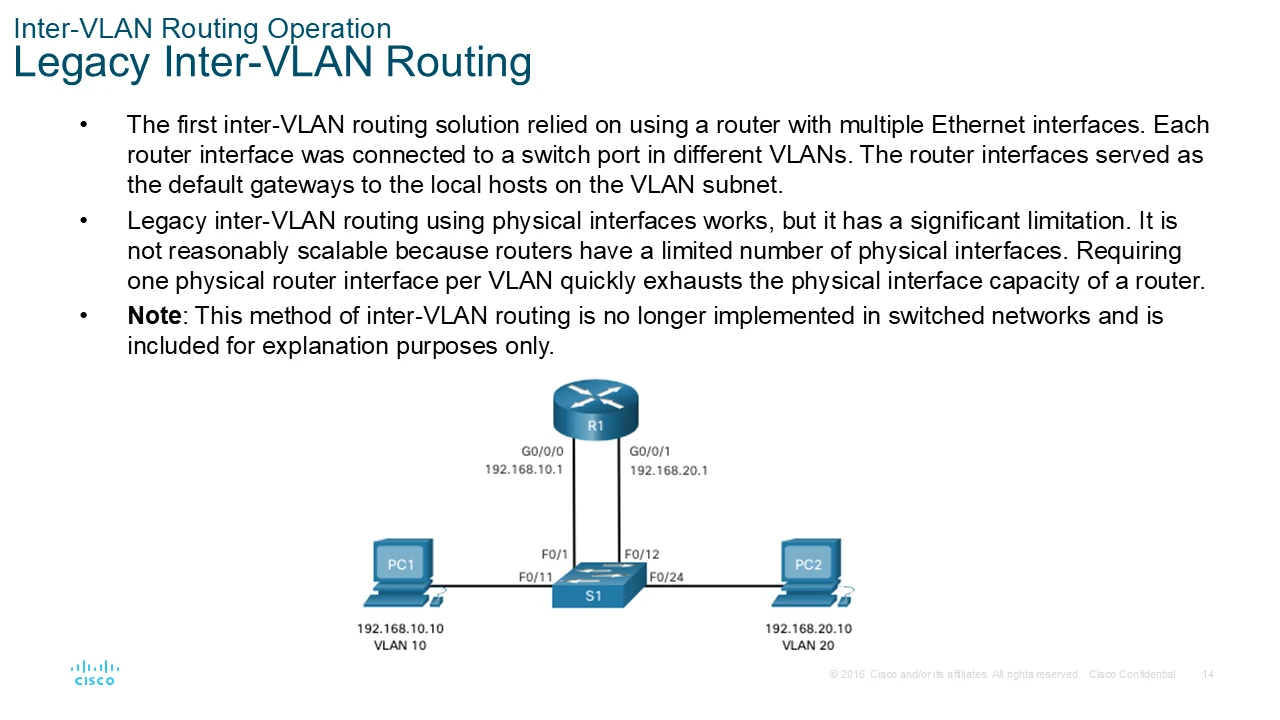 Inter-VLAN Routing Operation
Legacy Inter-VLAN Routing
• The first inter-VLAN routing solution relied on using a router with multiple Ethernet interfaces. Each
router interface was connected to a switch port in different VLANs. The router interfaces served as
the default gateways to the local hosts on the VLAN subnet.
• Legacy inter-VLAN routing using physical interfaces works, but it has a significant limitation. It is
not reasonably scalable because routers have a limited number of physical interfaces. Requiring
one physical router interface per VLAN quickly exhausts the physical interface capacity of a router.
• Note: This method of inter-VLAN routing is no longer implemented in switched networks and is
included for explanation purposes only.
R1
G0/0/0 G0/0/1
192.168.10.1 192.168.20.1
F0/1 F0/12
PC1 PC2
F0/11 F0/24
S1
192.168.10.10 192.168.20.10
VLAN 10 VLAN 20
CISCO
© 2016 Cisco and/or its affiliates. All rights reserved. Cisco Confidential 14